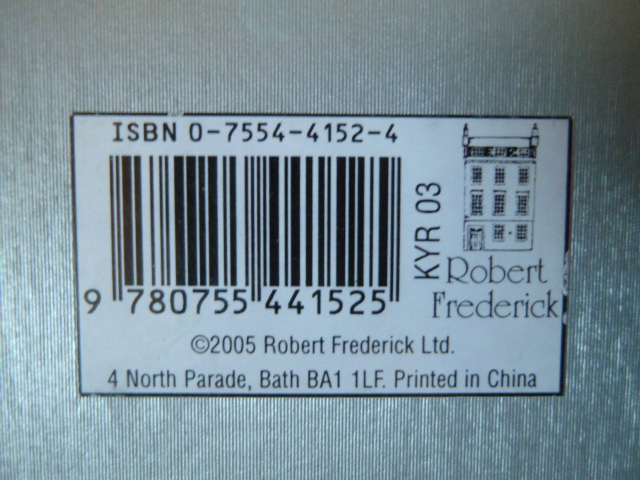 ISBN 0-7554-4152-4
9 780755 441525
KYR 03
Robert
Frederick
©2005 Robert Frederick Ltd.
4 North Parade, Bath BA1 1LF. Printed in China